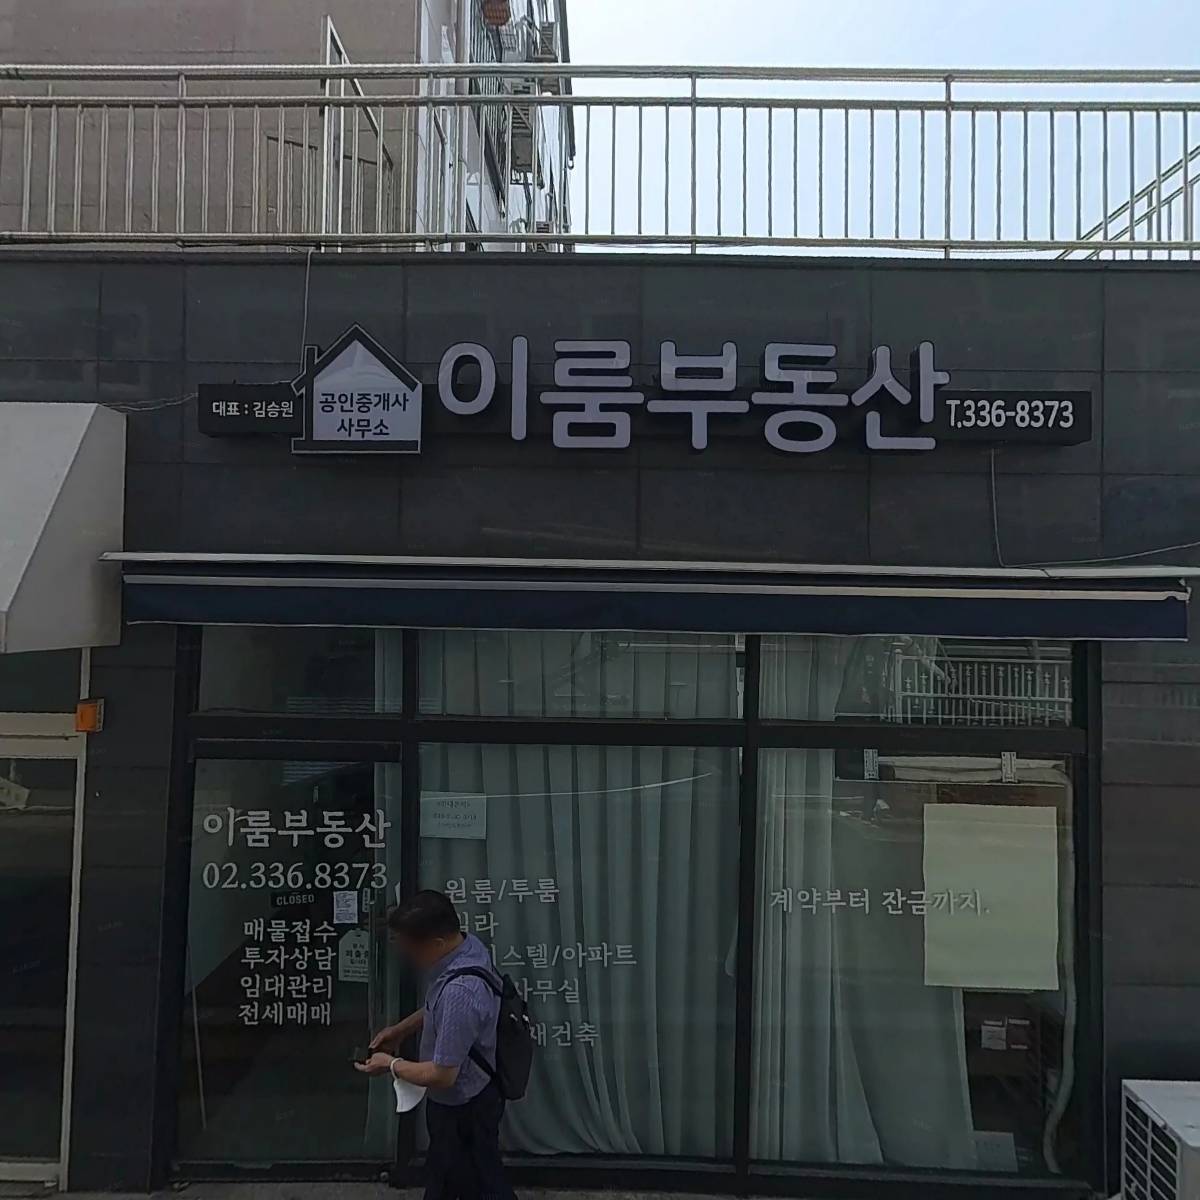 대표 : 김승원
공인중개사
사무소
이룸부동산
T.336-8373
이룸부동산
02.336.8373
CLOSED
매물접수
투자상담
임대관리
전세매매
원룸/투룸
스텔/아파트
사무실
재건축
계약부터 잔금까지.